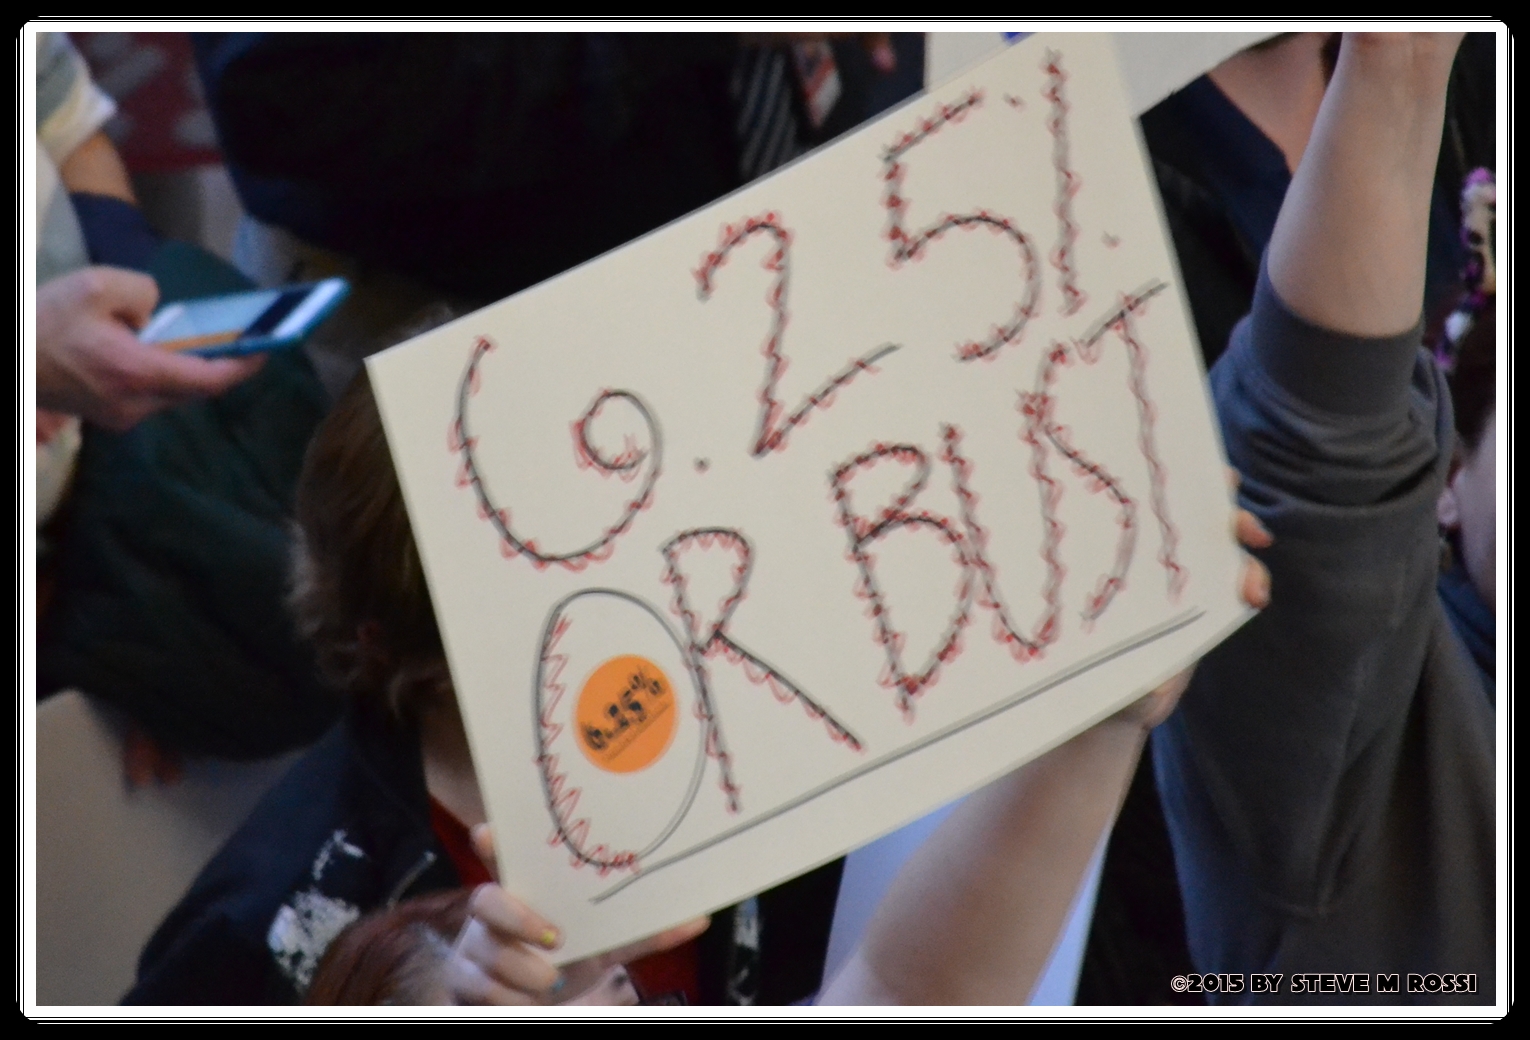 6.25%
OR BUST
6.25%
©2015 BY STEVE M ROSSI